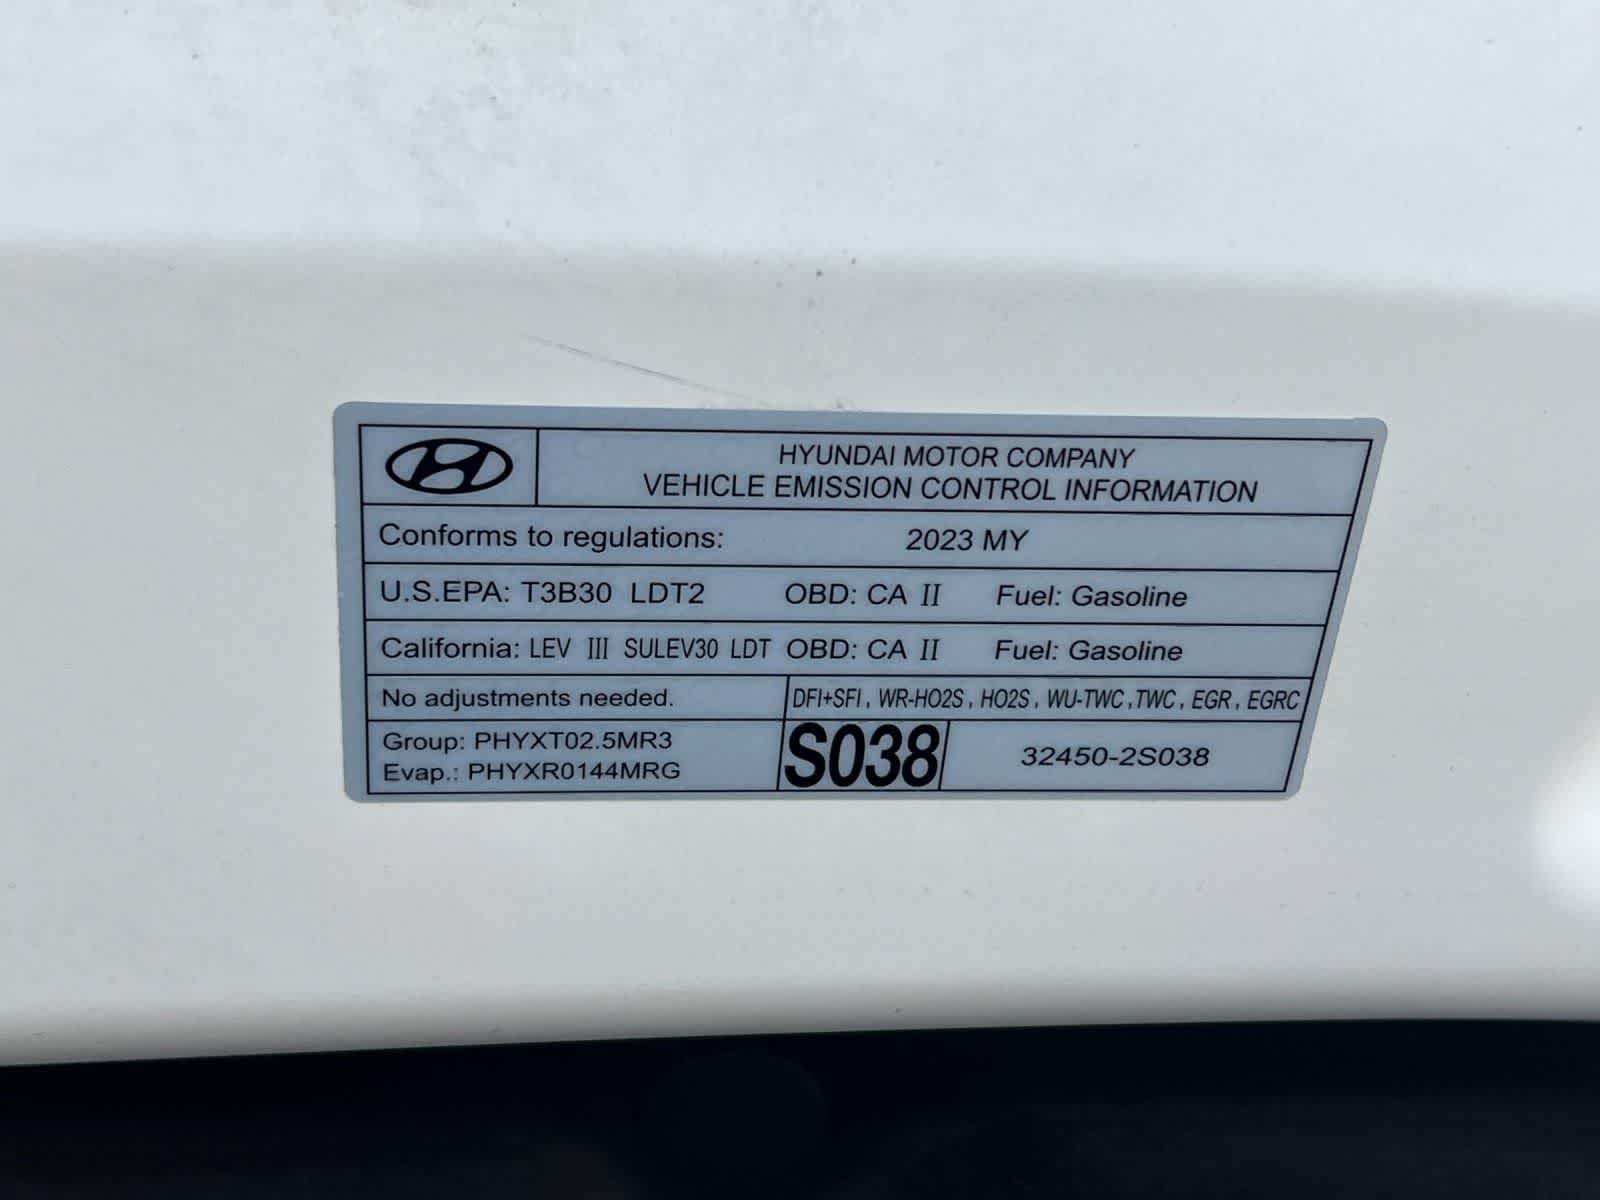 HYUNDAI MOTOR COMPANY
VEHICLE EMISSION CONTROL INFORMATION
Conforms to regulations: 2023 MY
U.S.EPA: T3B30 LDT2 OBD: CA II Fuel: Gasoline
California: LEV III SULEV30 LDT OBD: CA II Fuel: Gasoline
No adjustments needed. DFI+SFI, WR-HO2S, HO2S, WU-TWC, TWC, EGR, EGRC
Group: PHYXT02.5MR3
Evap.: PHYXR0144MRG
S038
32450-2S038